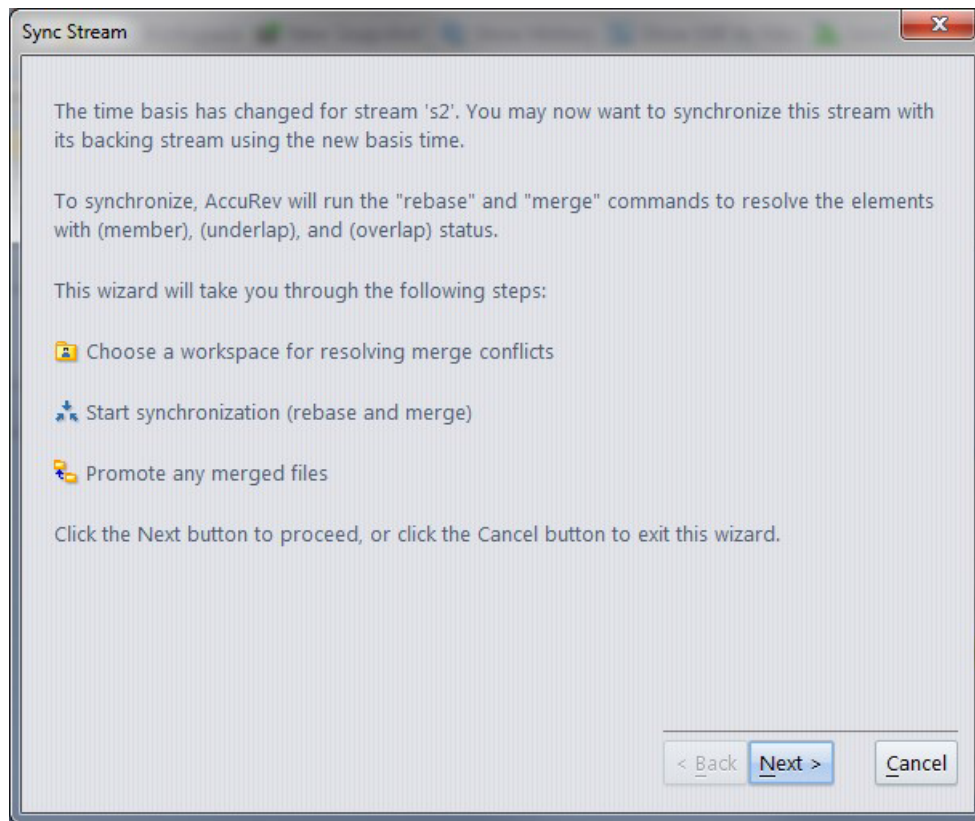 Sync Stream
The time basis has changed for stream 's2'. You may now want to synchronize this stream with
its backing stream using the new basis time.
To synchronize, AccuRev will run the "rebase" and "merge" commands to resolve the elements
with (member), (underlap), and (overlap) status.
This wizard will take you through the following steps:
Choose a workspace for resolving merge conflicts
Start synchronization (rebase and merge)
Promote any merged files
Click the Next button to proceed, or click the Cancel button to exit this wizard.
< Back Next > Cancel